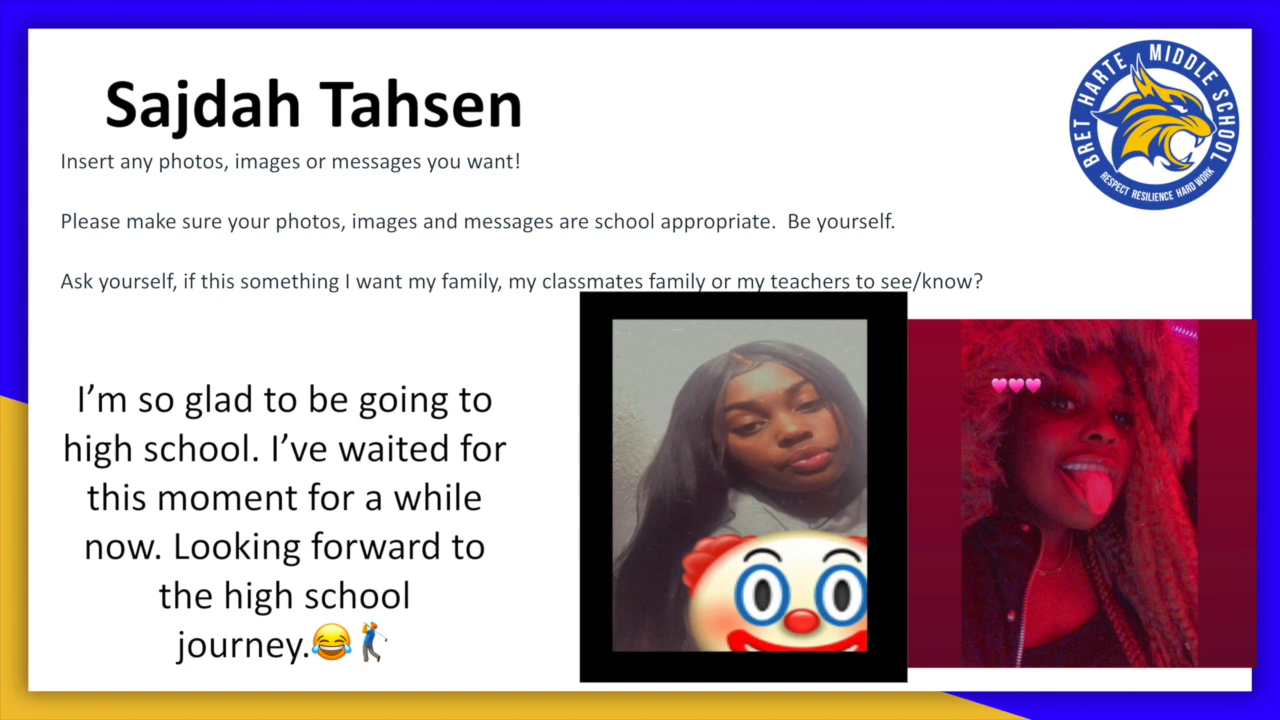 Sajdah Tahsen
Insert any photos, images or messages you want!
Please make sure your photos, images and messages are school appropriate.  Be yourself.
Ask yourself, if this something I want my family, my classmates family or my teachers to see/know?
I’m so glad to be going to
high school. I’ve waited for
this moment for a while
now. Looking forward to
the high school
journey.😂🏌️
BRET HARTE MIDDLE SCHOOL
RESPECT RESILIENCE HARD WORK